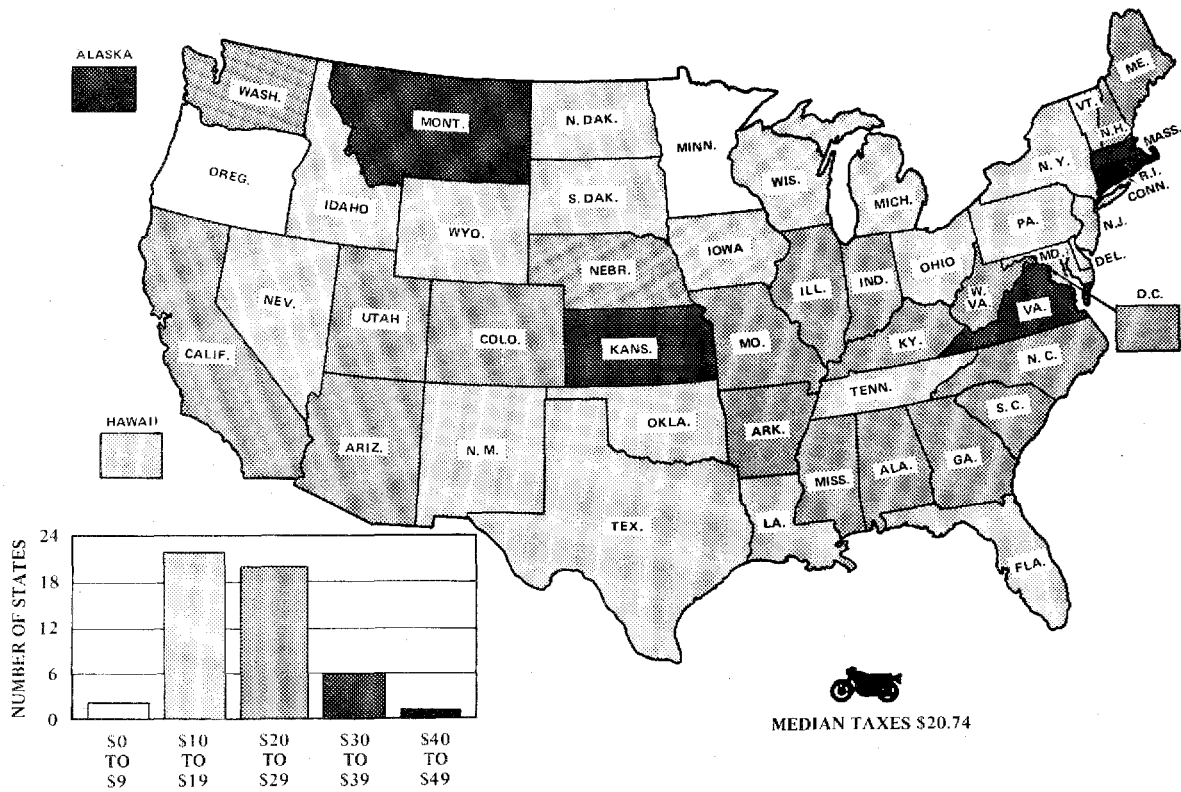 ALASKA
WASH.
MONT.
N. DAK.
MINN.
VT.
ME.
N.H.
MASS.
OREG.
IDAHO
S. DAK.
WIS.
MICH.
N. Y.
R.I.
CONN.
WYO.
IOWA
PA.
N.J.
NEV.
NEBR.
ILL.
IND.
OHIO
MD.
DEL.
W.
VA.
VA.
D.C.
UTAH
COLO.
KANS.
MO.
KY.
CALIF.
N. C.
TENN.
HAWAII
ARIZ.
N. M.
OKLA.
ARK.
S. C.
MISS.
ALA.
GA.
TEX.
LA.
FLA.
NUMBER OF STATES
24
18
12
6
0
$0
TO
$9
$10
TO
$19
$20
TO
$29
$30
TO
$39
$40
TO
$49
MEDIAN TAXES $20.74